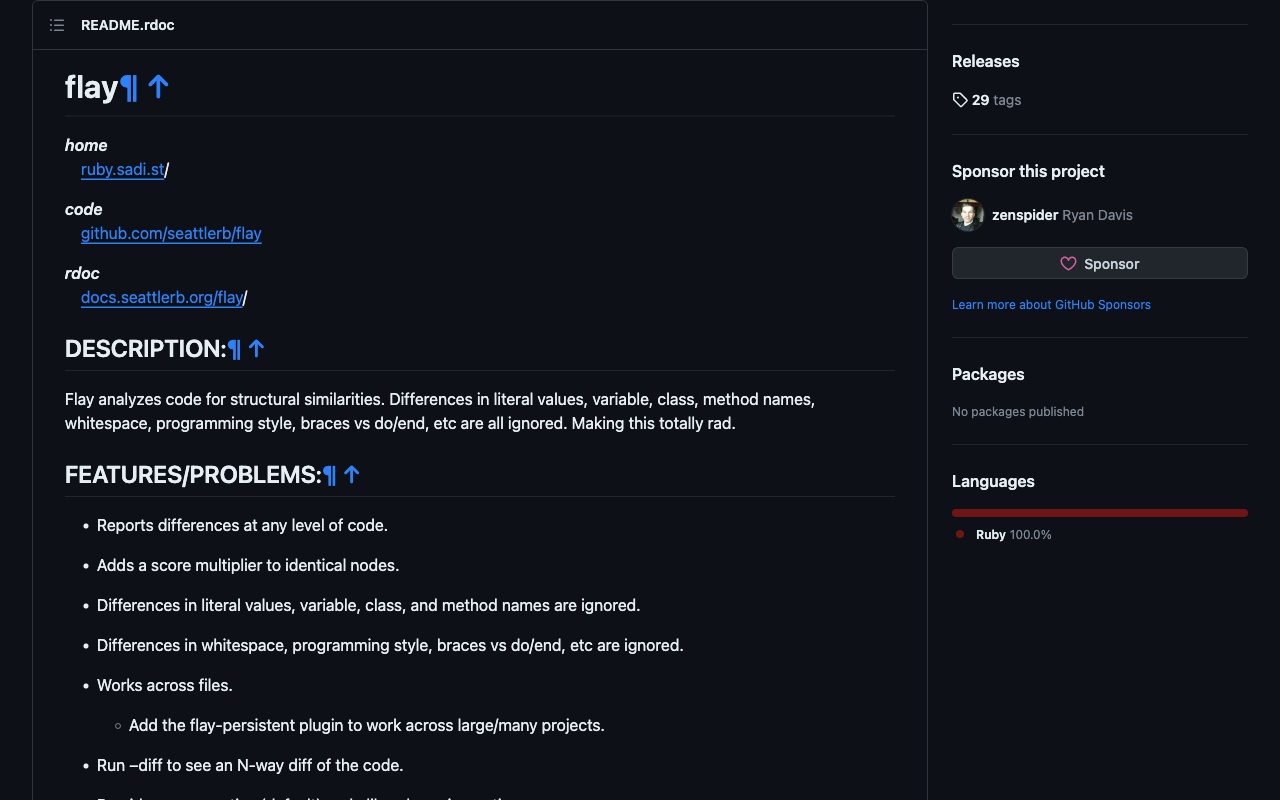 README.rdoc
flay¶ ↑
home
ruby.sadi.st/
code
github.com/seattlerb/flay
rdoc
docs.seattlerb.org/flay/
DESCRIPTION:¶ ↑
Flay analyzes code for structural similarities. Differences in literal values, variable, class, method names,
whitespace, programming style, braces vs do/end, etc are all ignored. Making this totally rad.
FEATURES/PROBLEMS:¶ ↑
• Reports differences at any level of code.
• Adds a score multiplier to identical nodes.
• Differences in literal values, variable, class, and method names are ignored.
• Differences in whitespace, programming style, braces vs do/end, etc are ignored.
• Works across files.
◦ Add the flay-persistent plugin to work across large/many projects.
• Run –diff to see an N-way diff of the code.
Releases
29 tags
Sponsor this project
zenspider Ryan Davis
Sponsor
Learn more about GitHub Sponsors
Packages
No packages published
Languages
Ruby 100.0%